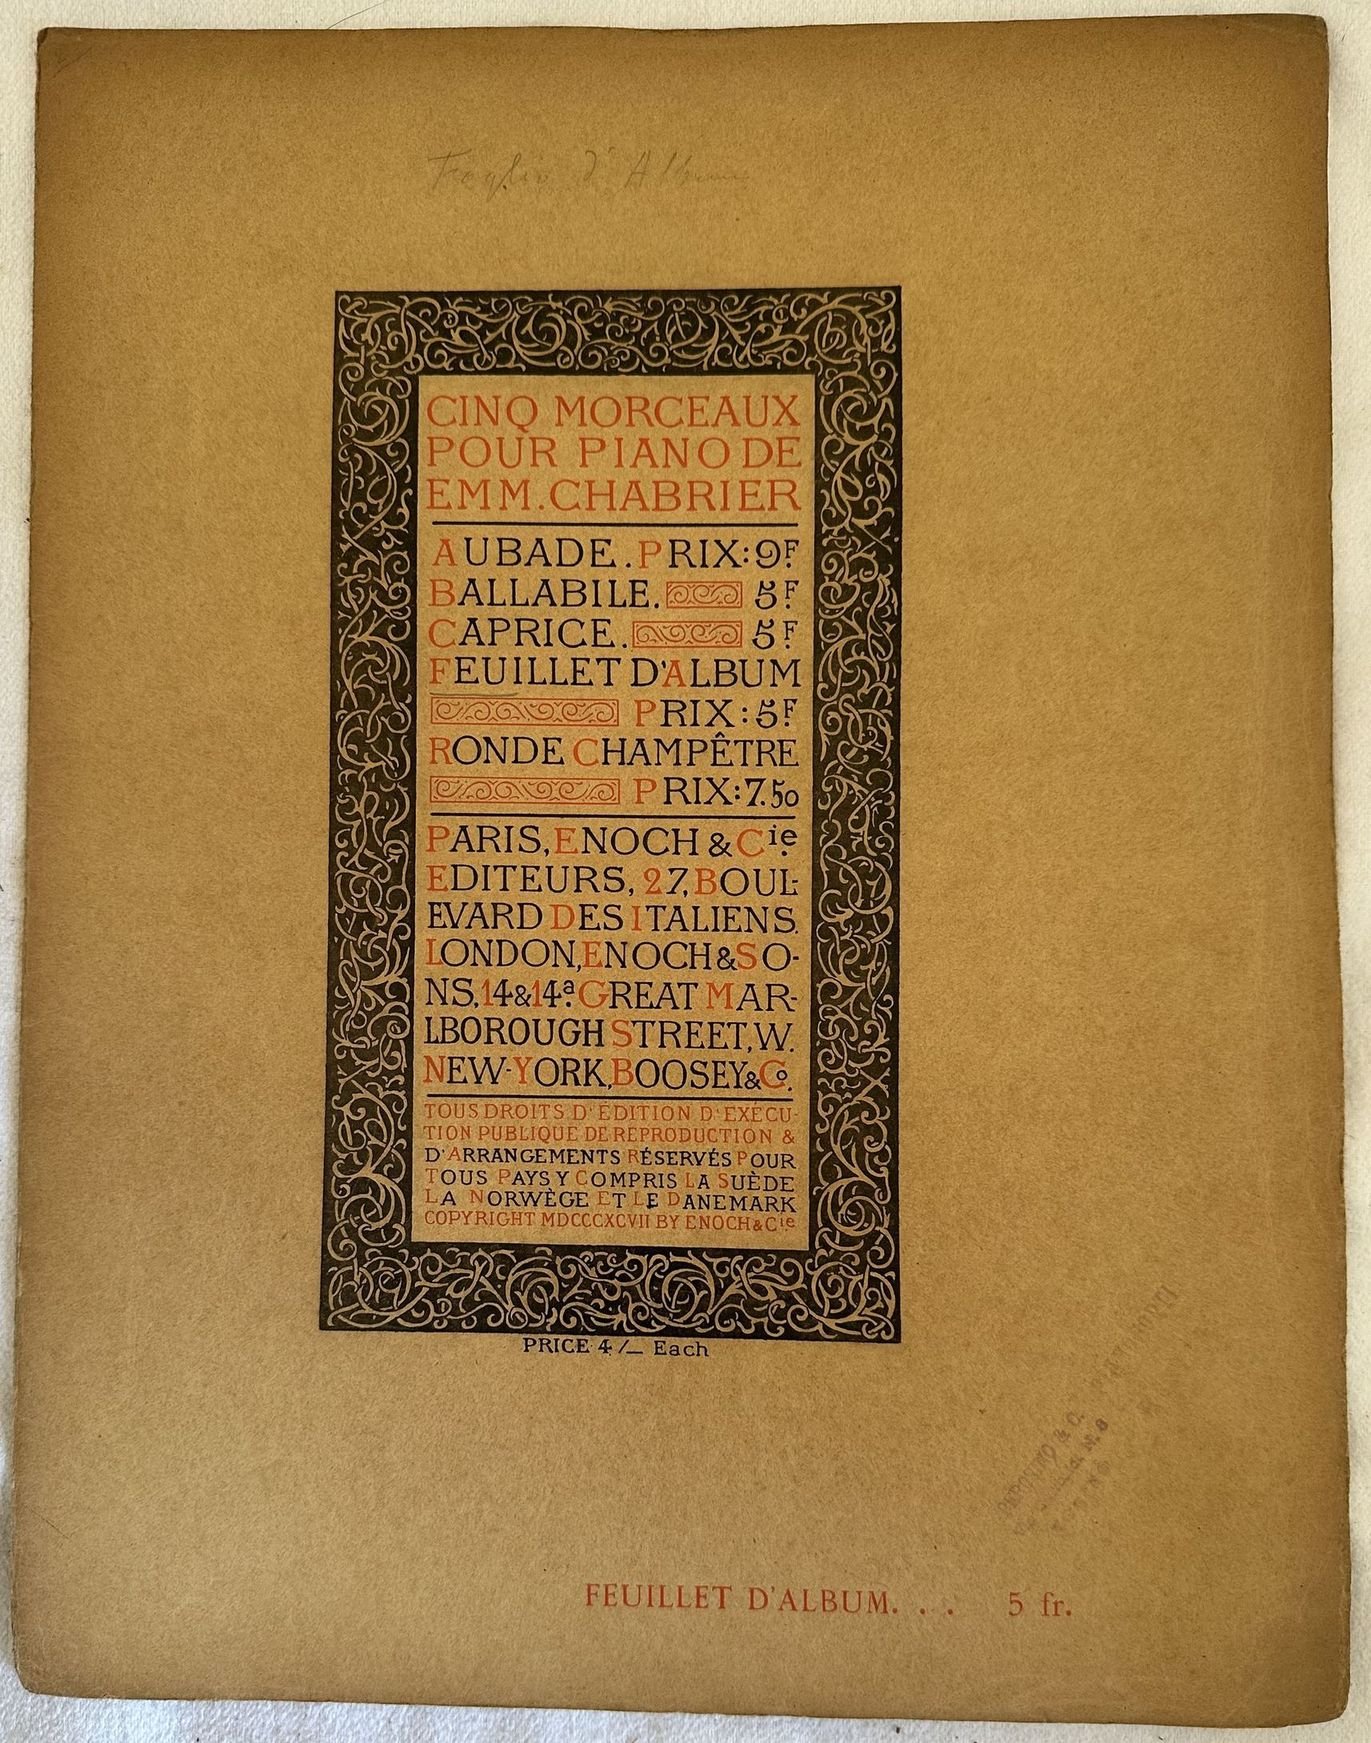 Foglio d'Album
CINQ MORCEAUX
POUR PIANO DE
EMM. CHABRIER
AUBADE. PRIX: 9F
BALLABILE. 5F
CAPRICE. 5F
FEUILLET D'ALBUM
PRIX: 5F
RONDE CHAMPÊTRE
PRIX: 7.50
PARIS, ENOCH & Cie
EDITEURS, 27, BOUL-
EVARD DES ITALIENS.
LONDON, ENOCH & SO-
NS, 14 & 14a. GREAT MAR-
LBOROUGH STREET, W.
NEW-YORK, BOOSEY & Co.
TOUS DROITS D'ÉDITION D'EXÉCU-
TION PUBLIQUE DE REPRODUCTION &
D'ARRANGEMENTS RÉSERVÉS POUR
TOUS PAYS Y COMPRIS LA SUÈDE
LA NORWÈGE ET LE DANEMARK
COPYRIGHT MDCCCXCVII BY ENOCH & Cie
PRICE 4/— Each
& C.
N. 6
FEUILLET D'ALBUM. . . 5 fr.